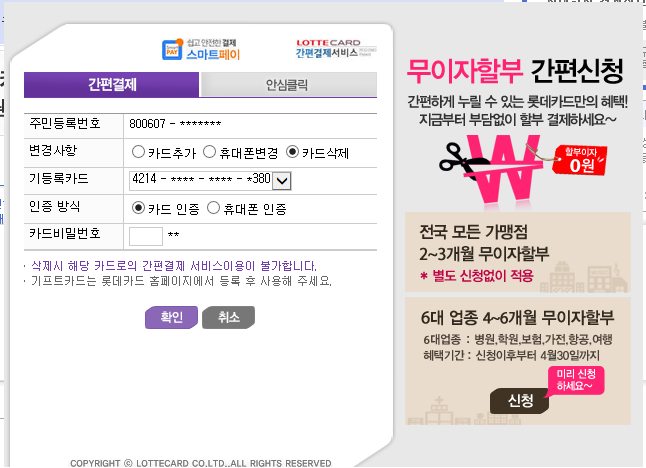 Smart
PAY
쉽고 안전한 결제
스마트페이
LOTTECARD
간편결제서비스
간편결제
안심클릭
주민등록번호 800607 - *******
변경사항 카드추가 휴대폰변경 카드삭제
기등록카드 4214 - **** - **** - *380
인증 방식 카드 인증 휴대폰 인증
카드비밀번호 **
· 삭제시 해당 카드로의 간편결제 서비스이용이 불가합니다.
· 기프트카드는 롯데카드 홈페이지에서 등록 후 사용해 주세요.
확인 취소
COPYRIGHT ⓒ LOTTECARD CO.LTD,.ALL RIGHTS RESERVED
무이자할부 간편신청
간편하게 누릴 수 있는 롯데카드만의 혜택!
지금부터 부담없이 할부 결제하세요~
할부이자
0원
전국 모든 가맹점
2~3개월 무이자할부
* 별도 신청없이 적용
6대 업종 4~6개월 무이자할부
6대업종 : 병원,학원,보험,가전,항공,여행
혜택기간 : 신청이후부터 4월30일까지
미리 신청
하세요~
신청